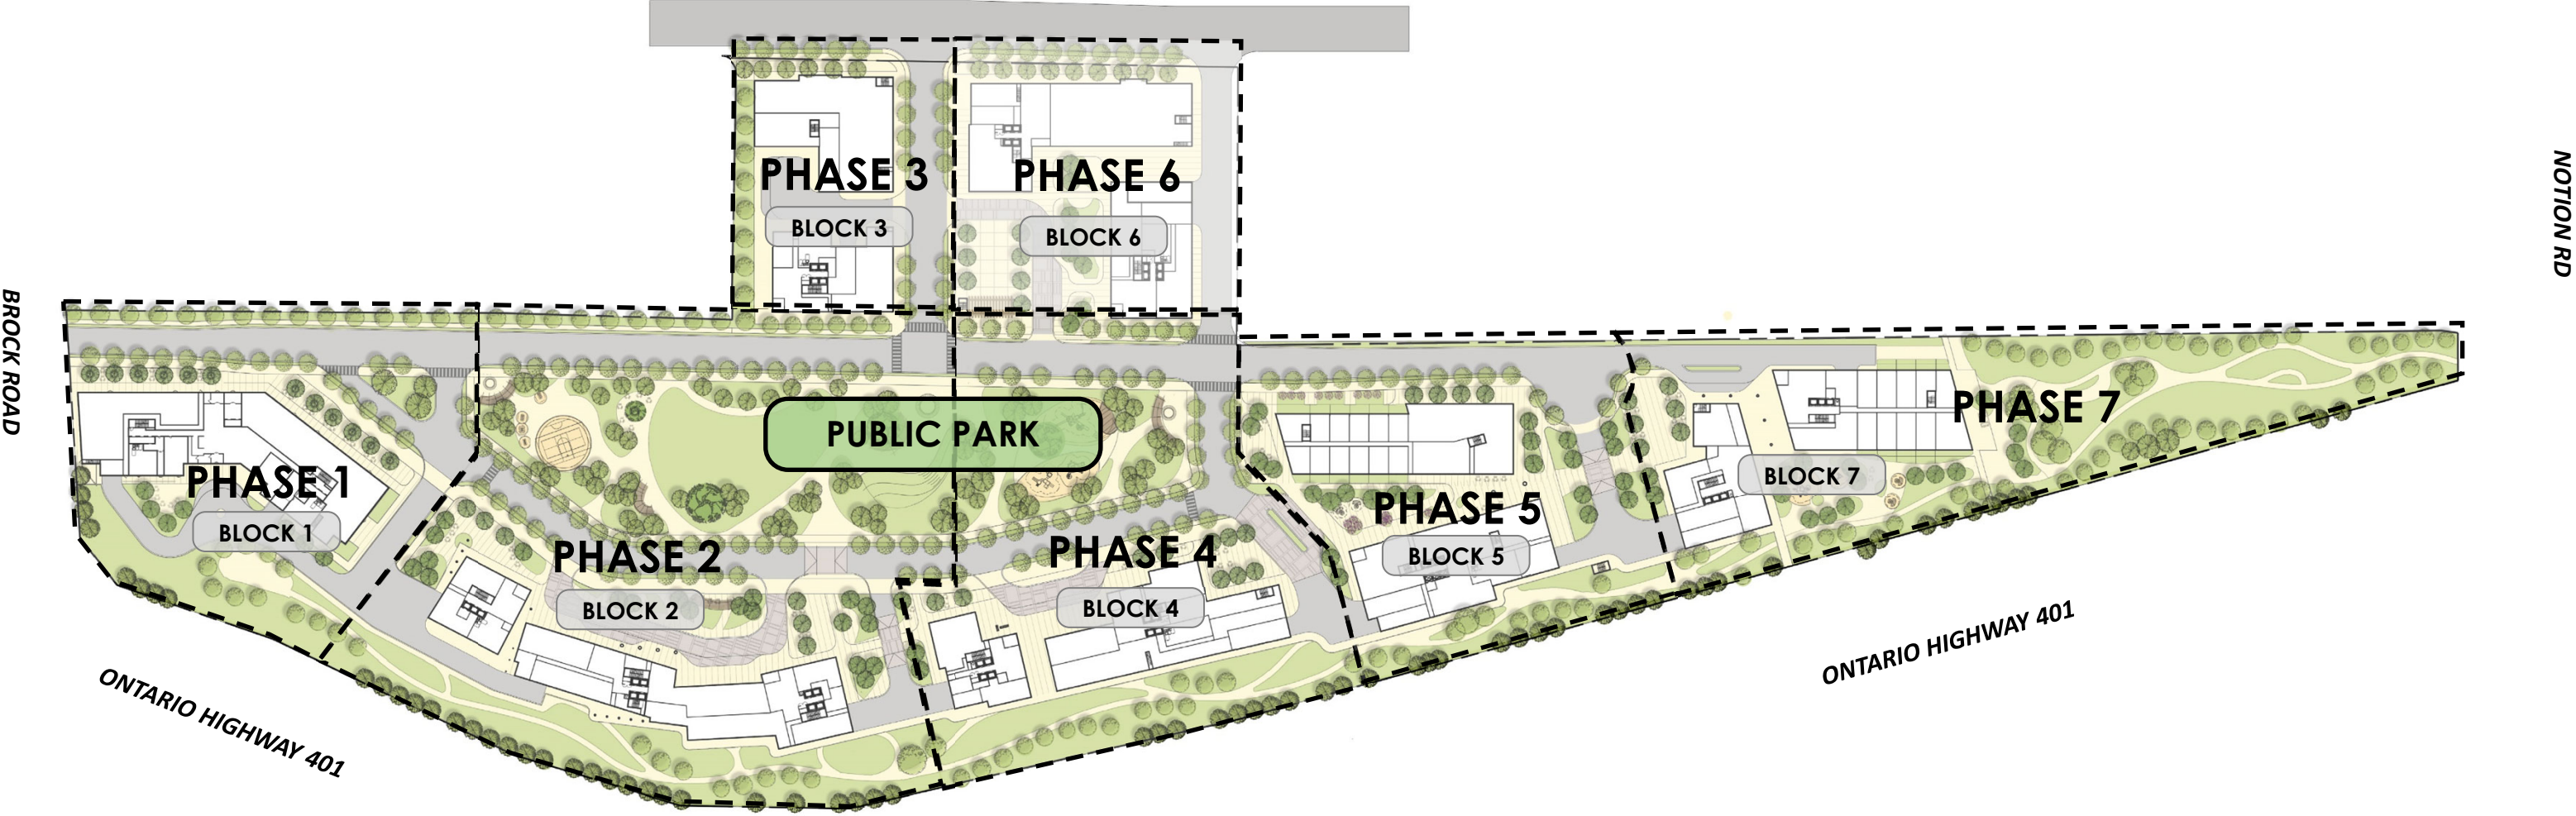 PHASE 3
BLOCK 3
PHASE 6
BLOCK 6
NOTION RD
BROCK ROAD
PUBLIC PARK
PHASE 1
BLOCK 1
PHASE 2
BLOCK 2
PHASE 4
BLOCK 4
PHASE 5
BLOCK 5
PHASE 7
BLOCK 7
ONTARIO HIGHWAY 401
ONTARIO HIGHWAY 401